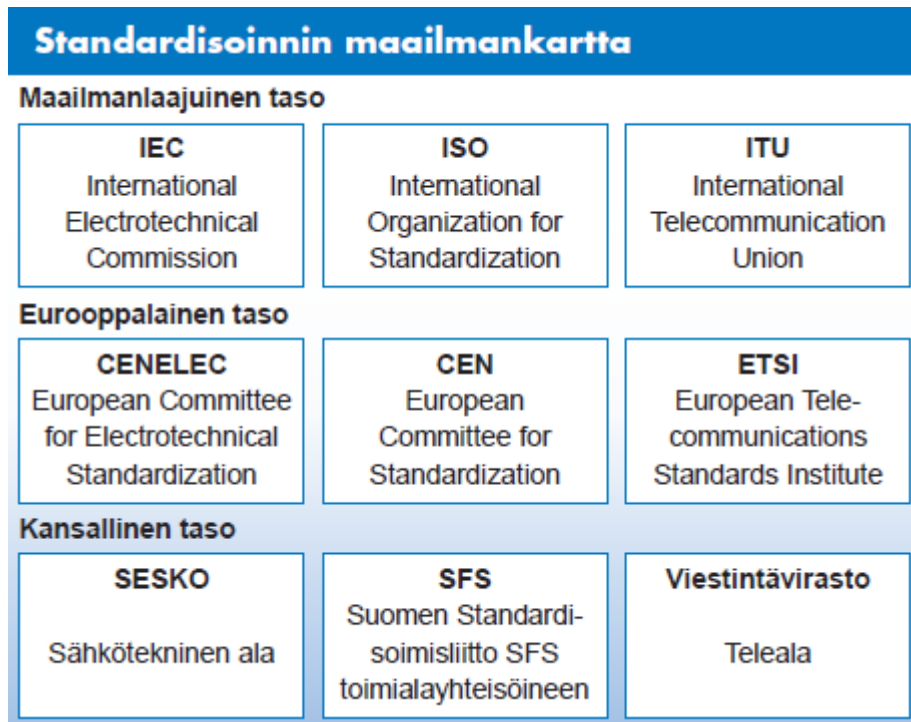 Standardisoinnin maailmankartta
Maailmanlaajuinen taso
IEC
International
Electrotechnical
Commission
ISO
International
Organization for
Standardization
ITU
International
Telecommunication
Union
Eurooppalainen taso
CENELEC
European Committee
for Electrotechnical
Standardization
CEN
European
Committee for
Standardization
ETSI
European Tele-
communications
Standards Institute
Kansallinen taso
SESKO
Sähkötekninen ala
SFS
Suomen Standardi-
soimisliitto SFS
toimialayhteisöineen
Viestintävirasto
Teleala